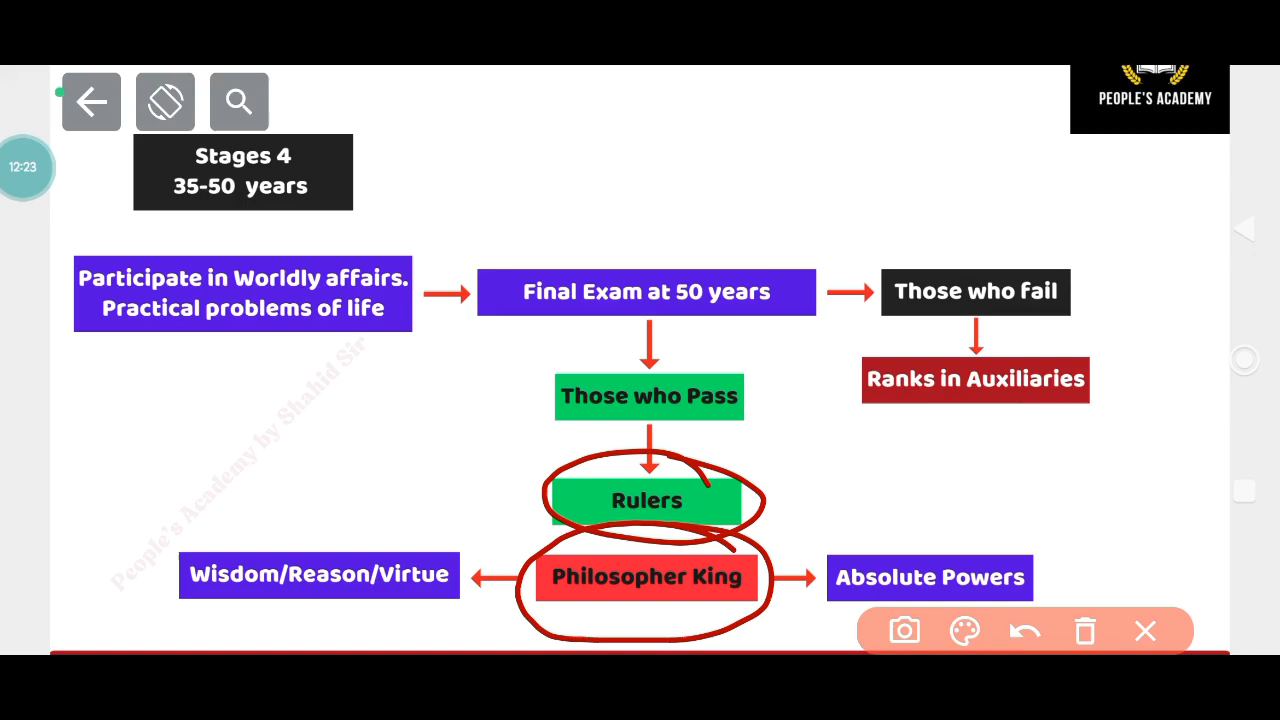 PEOPLE'S ACADEMY
12:23
Stages 4
35-50 years
Participate in Worldly affairs.
Practical problems of life
Final Exam at 50 years
Those who fail
Ranks in Auxiliaries
Those who Pass
Rulers
Wisdom/Reason/Virtue
Philosopher King
Absolute Powers
People's Academy by Shahid Sir